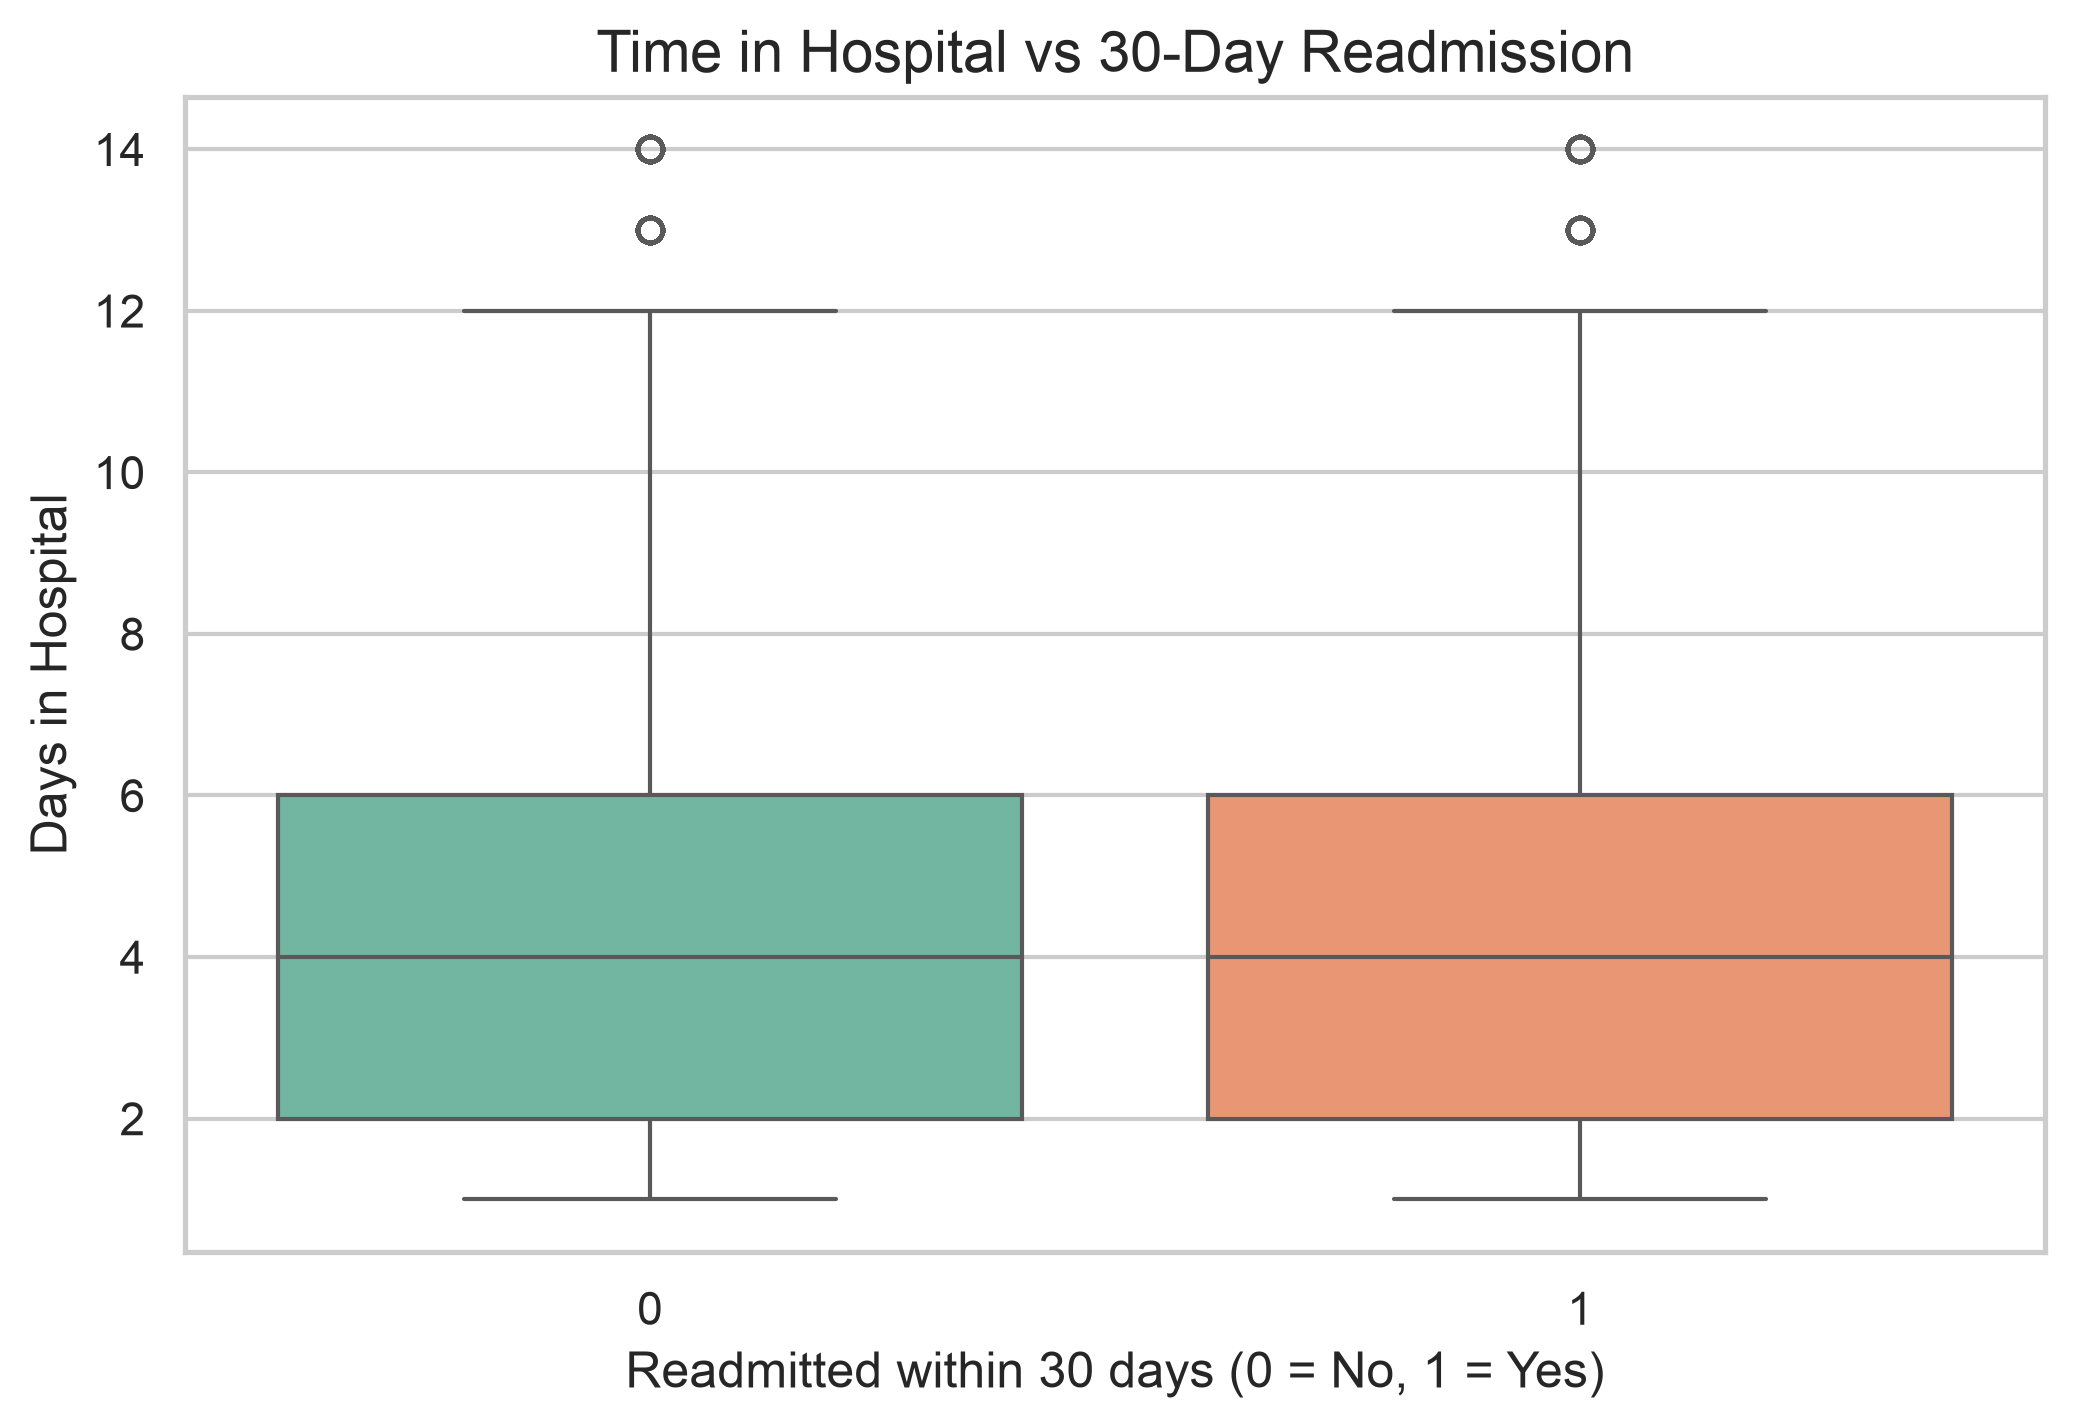 Time in Hospital vs 30-Day Readmission
14
12
10
8
6
4
2
Days in Hospital
0 1
Readmitted within 30 days (0 = No, 1 = Yes)